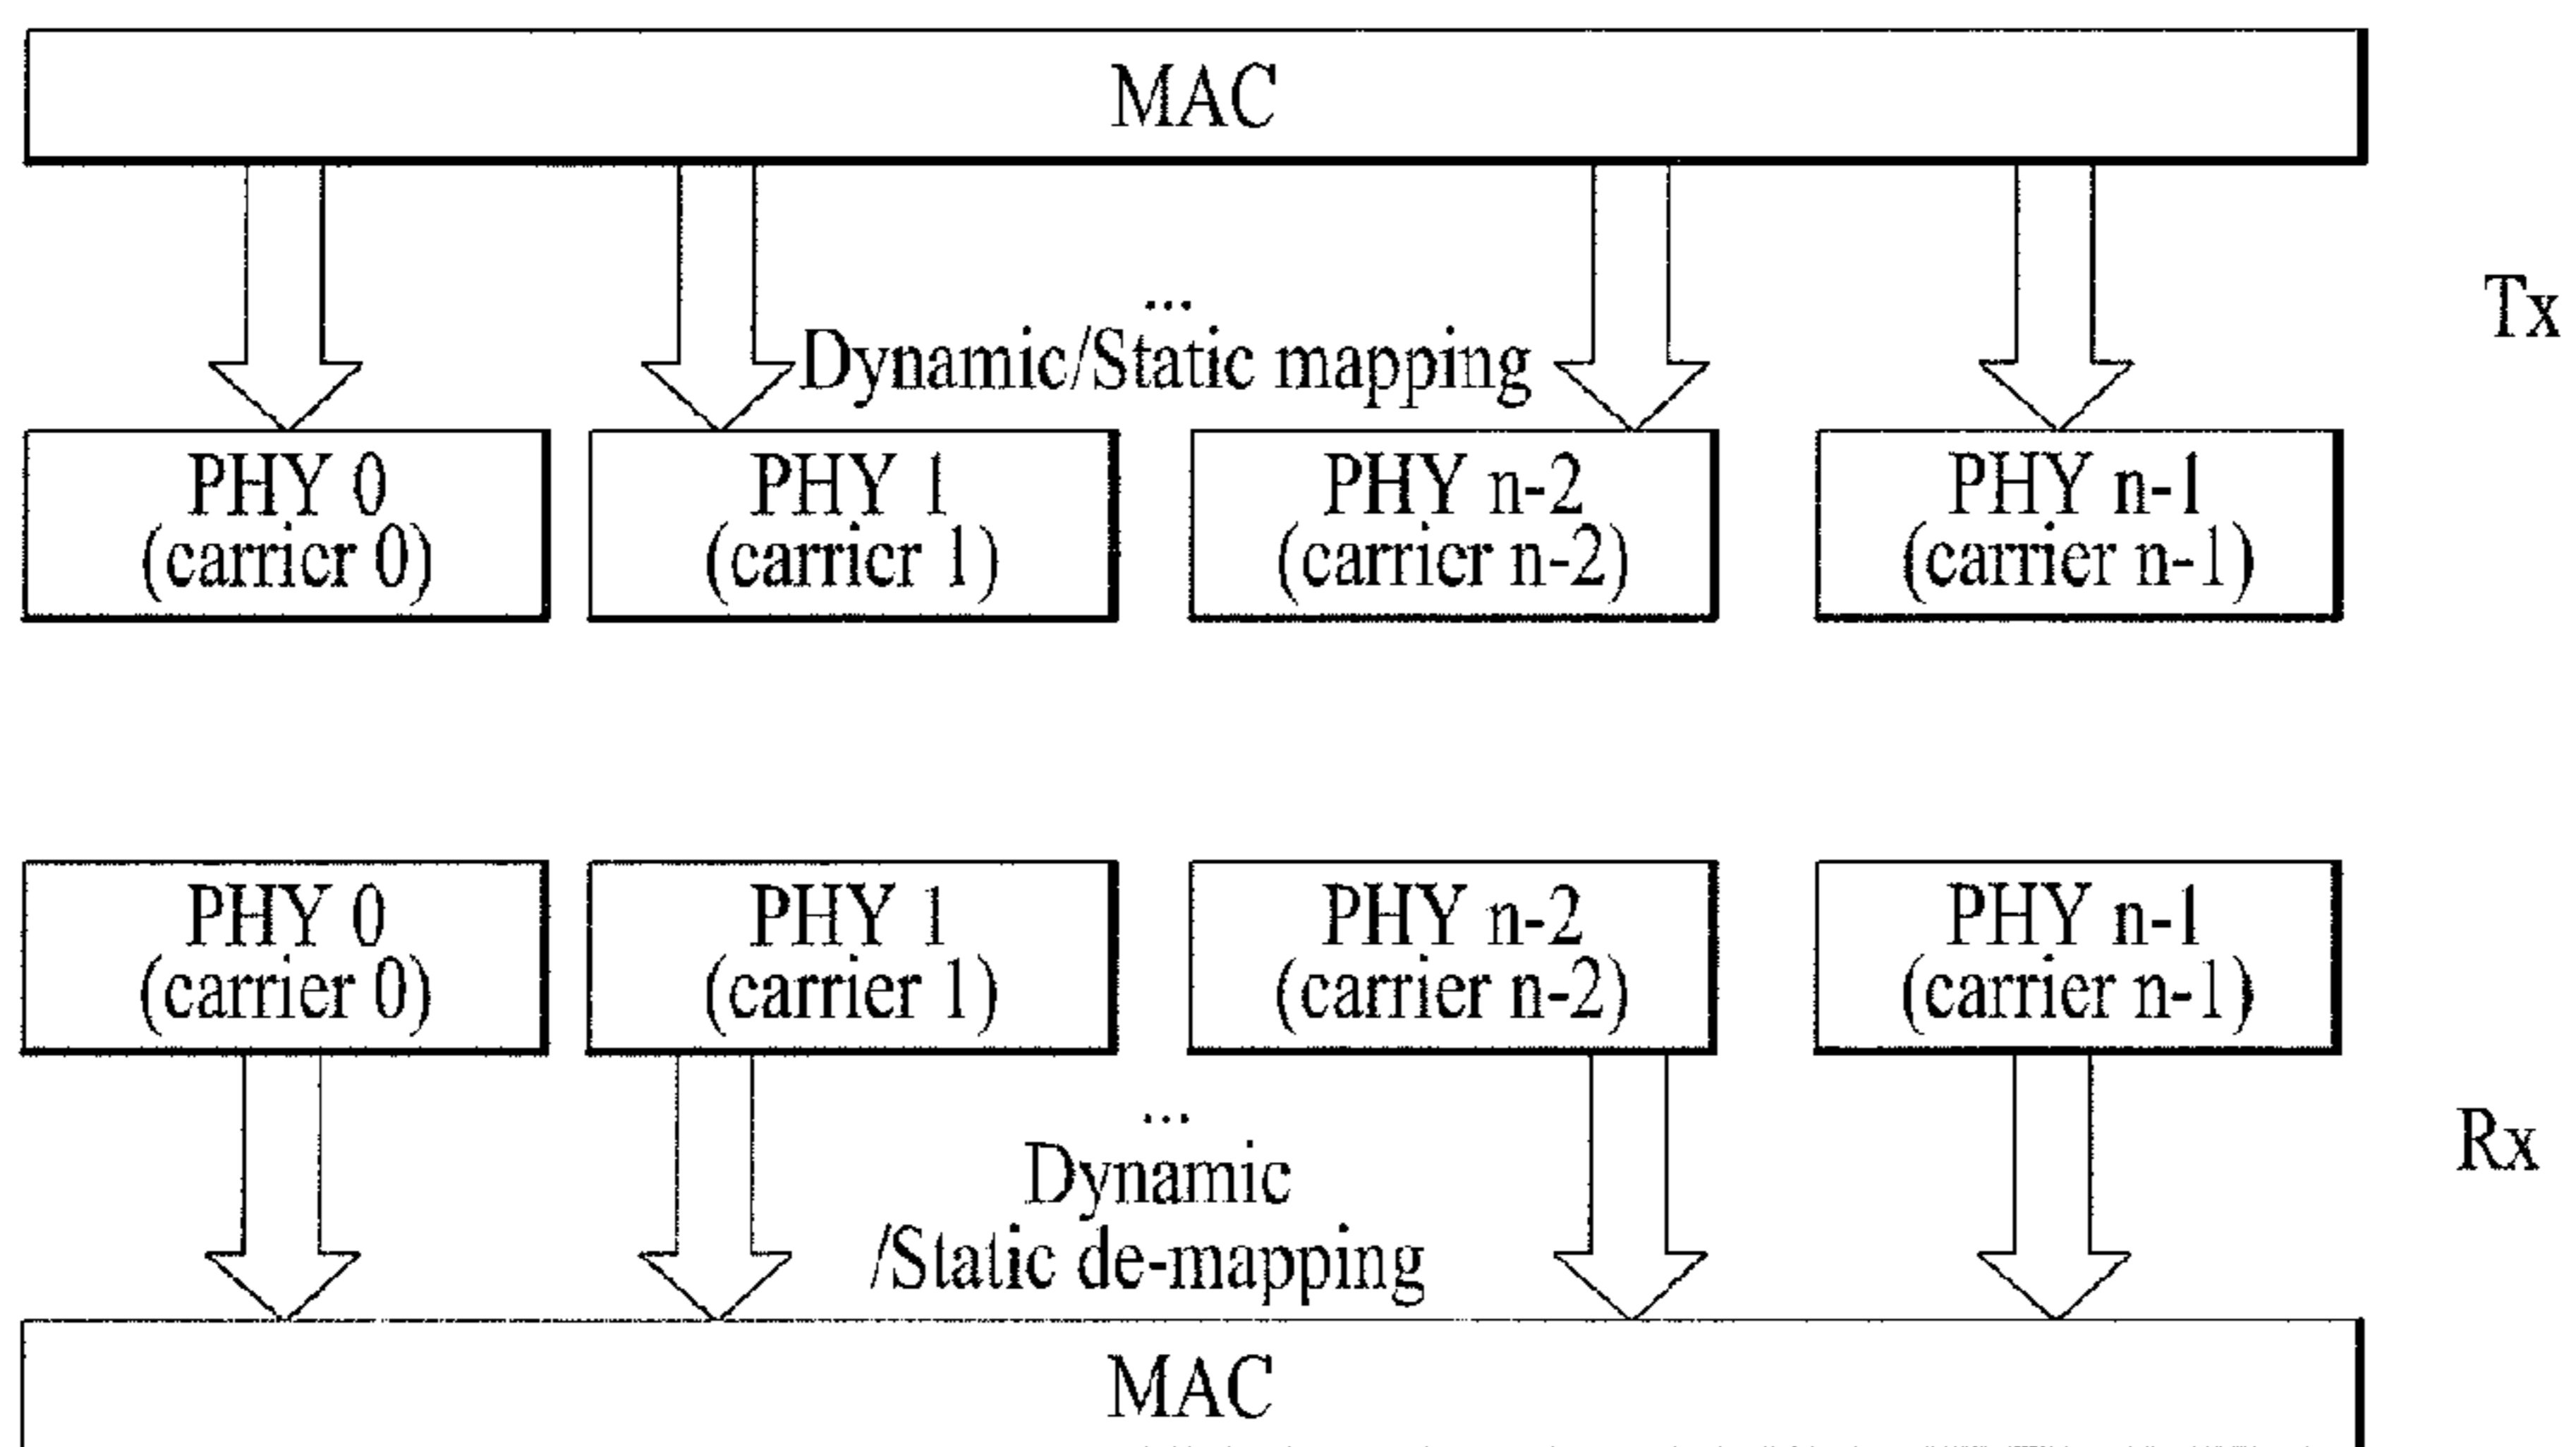 MAC
...
Dynamic/Static mapping
Tx
PHY 0
(carrier 0)
PHY 1
(carrier 1)
PHY n-2
(carrier n-2)
PHY n-1
(carrier n-1)
PHY 0
(carrier 0)
PHY 1
(carrier 1)
PHY n-2
(carrier n-2)
PHY n-1
(carrier n-1)
...
Dynamic
/Static de-mapping
Rx
MAC